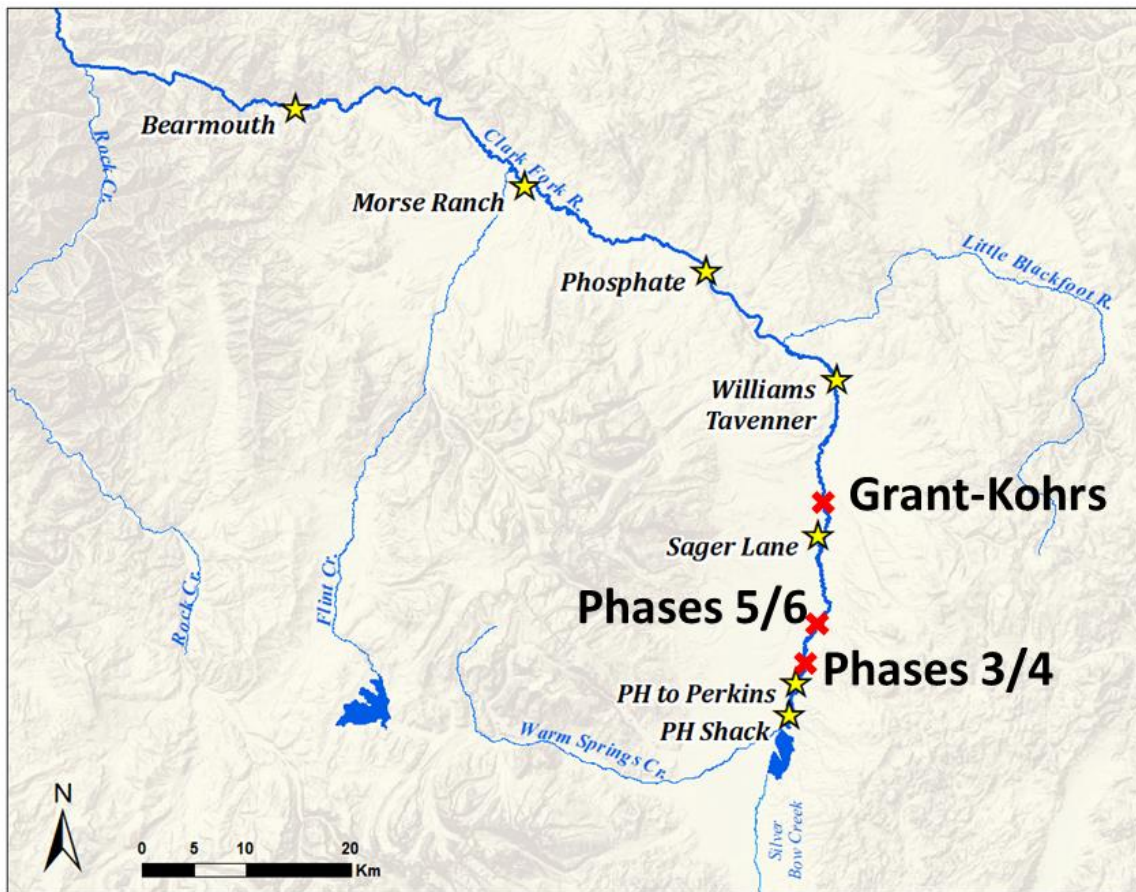 Bearmouth
Rock Cr.
Clark Fork R.
Morse Ranch
Little Blackfoot R.
Phosphate
Williams
Tavenner
Grant-Kohrs
Sager Lane
Flint Cr.
Rock Cr.
Phases 5/6
Phases 3/4
PH to Perkins
PH Shack
Warm Springs Cr.
Silver
Bow Creek
N
0 5 10 20
Km